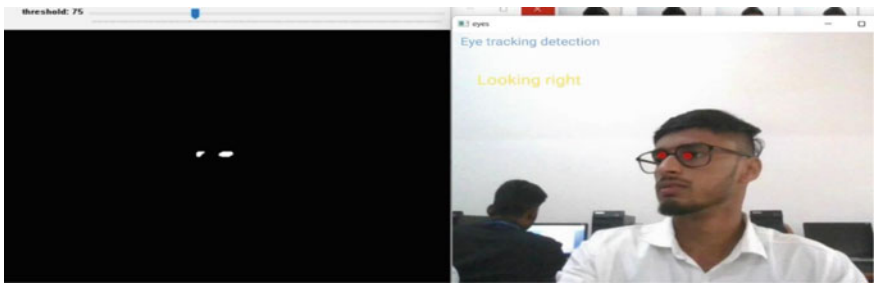 threshold: 75
eyes
Eye tracking detection
Looking right